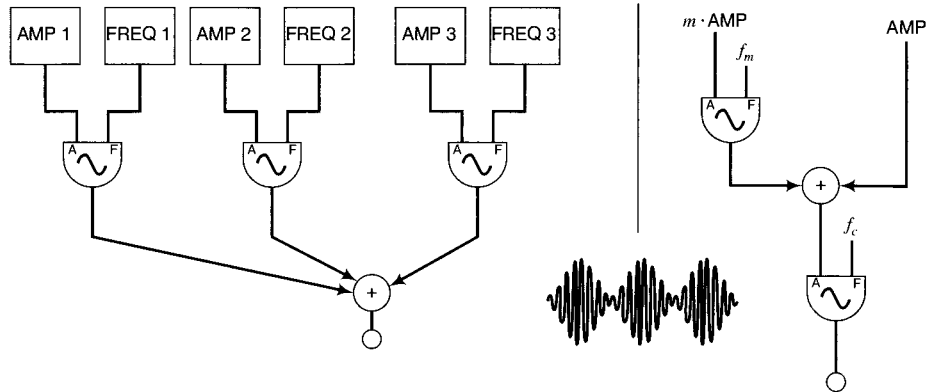 AMP 1 FREQ 1 AMP 2 FREQ 2 AMP 3 FREQ 3
A F A F A F
+
m · AMP
AMP
f_m
A F
+
f_c
A F